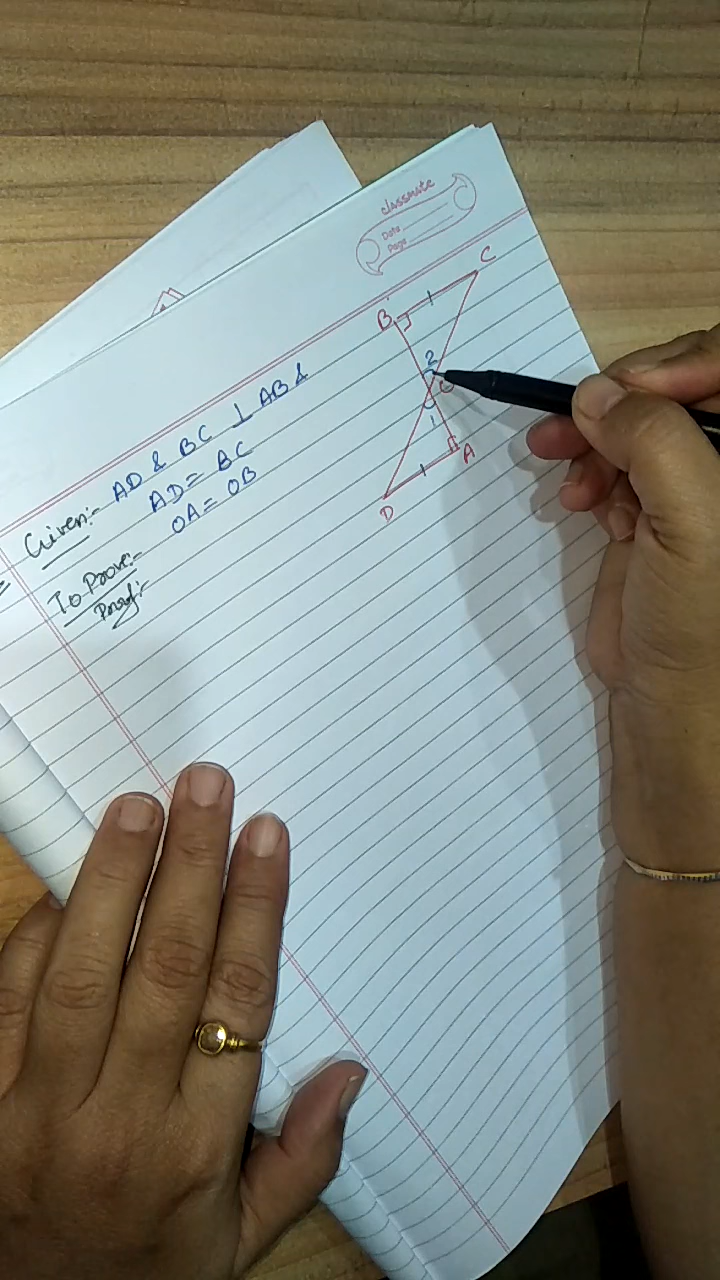 classmate
Date
Page
Given:- AD & BC ⊥ AB &
AD = BC
To Prove:- OA = OB
Proof:-
B
C
2
O
1
A
D